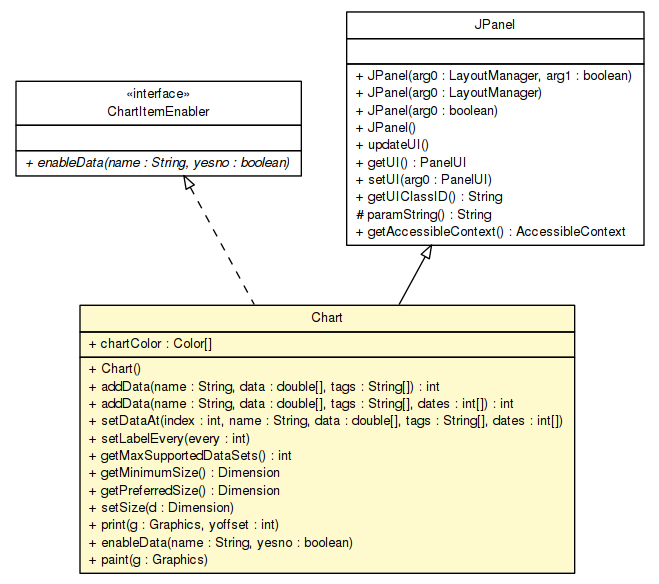 «interface»
ChartItemEnabler
+ enableData(name : String, yesno : boolean)
JPanel
+ JPanel(arg0 : LayoutManager, arg1 : boolean)
+ JPanel(arg0 : LayoutManager)
+ JPanel(arg0 : boolean)
+ JPanel()
+ updateUI()
+ getUI() : PanelUI
+ setUI(arg0 : PanelUI)
+ getUIClassID() : String
# paramString() : String
+ getAccessibleContext() : AccessibleContext
Chart
+ chartColor : Color[]
+ Chart()
+ addData(name : String, data : double[], tags : String[]) : int
+ addData(name : String, data : double[], tags : String[], dates : int[]) : int
+ setDataAt(index : int, name : String, data : double[], tags : String[], dates : int[])
+ setLabelEvery(every : int)
+ getMaxSupportedDataSets() : int
+ getMinimumSize() : Dimension
+ getPreferredSize() : Dimension
+ setSize(d : Dimension)
+ print(g : Graphics, yoffset : int)
+ enableData(name : String, yesno : boolean)
+ paint(g : Graphics)